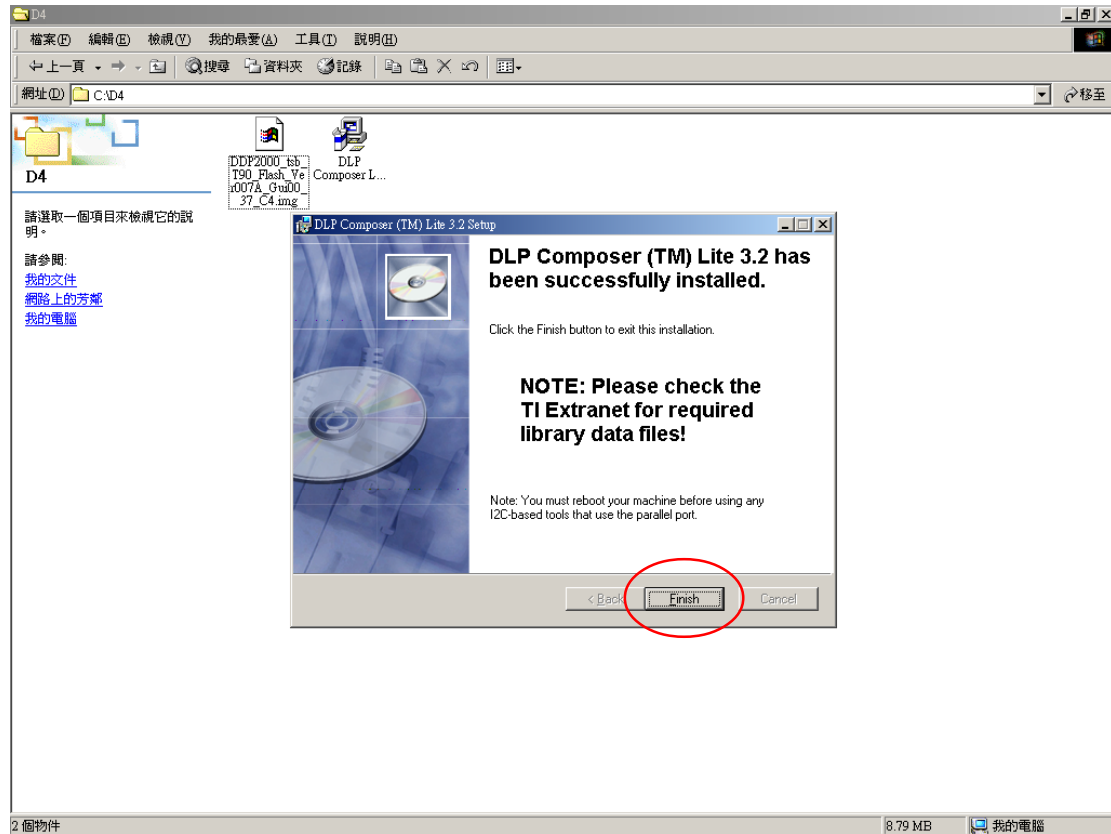 D4
檔案(F) 編輯(E) 檢視(V) 我的最愛(A) 工具(T) 說明(H)
上一頁 搜尋 資料夾 記錄
網址(D) C:\D4 移至
D4
請選取一個項目來檢視它的說
明。
請參閱:
我的文件
網路上的芳鄰
我的電腦
DDP2000_tsb_
T90_Flash_Ve
r007A_Gui00_
37_C4.img
DLP
Composer L...
DLP Composer (TM) Lite 3.2 Setup
DLP Composer (TM) Lite 3.2 has
been successfully installed.
Click the Finish button to exit this installation.
NOTE: Please check the
TI Extranet for required
library data files!
Note: You must reboot your machine before using any
I2C-based tools that use the parallel port.
< Back Finish Cancel
2 個物件 8.79 MB 我的電腦